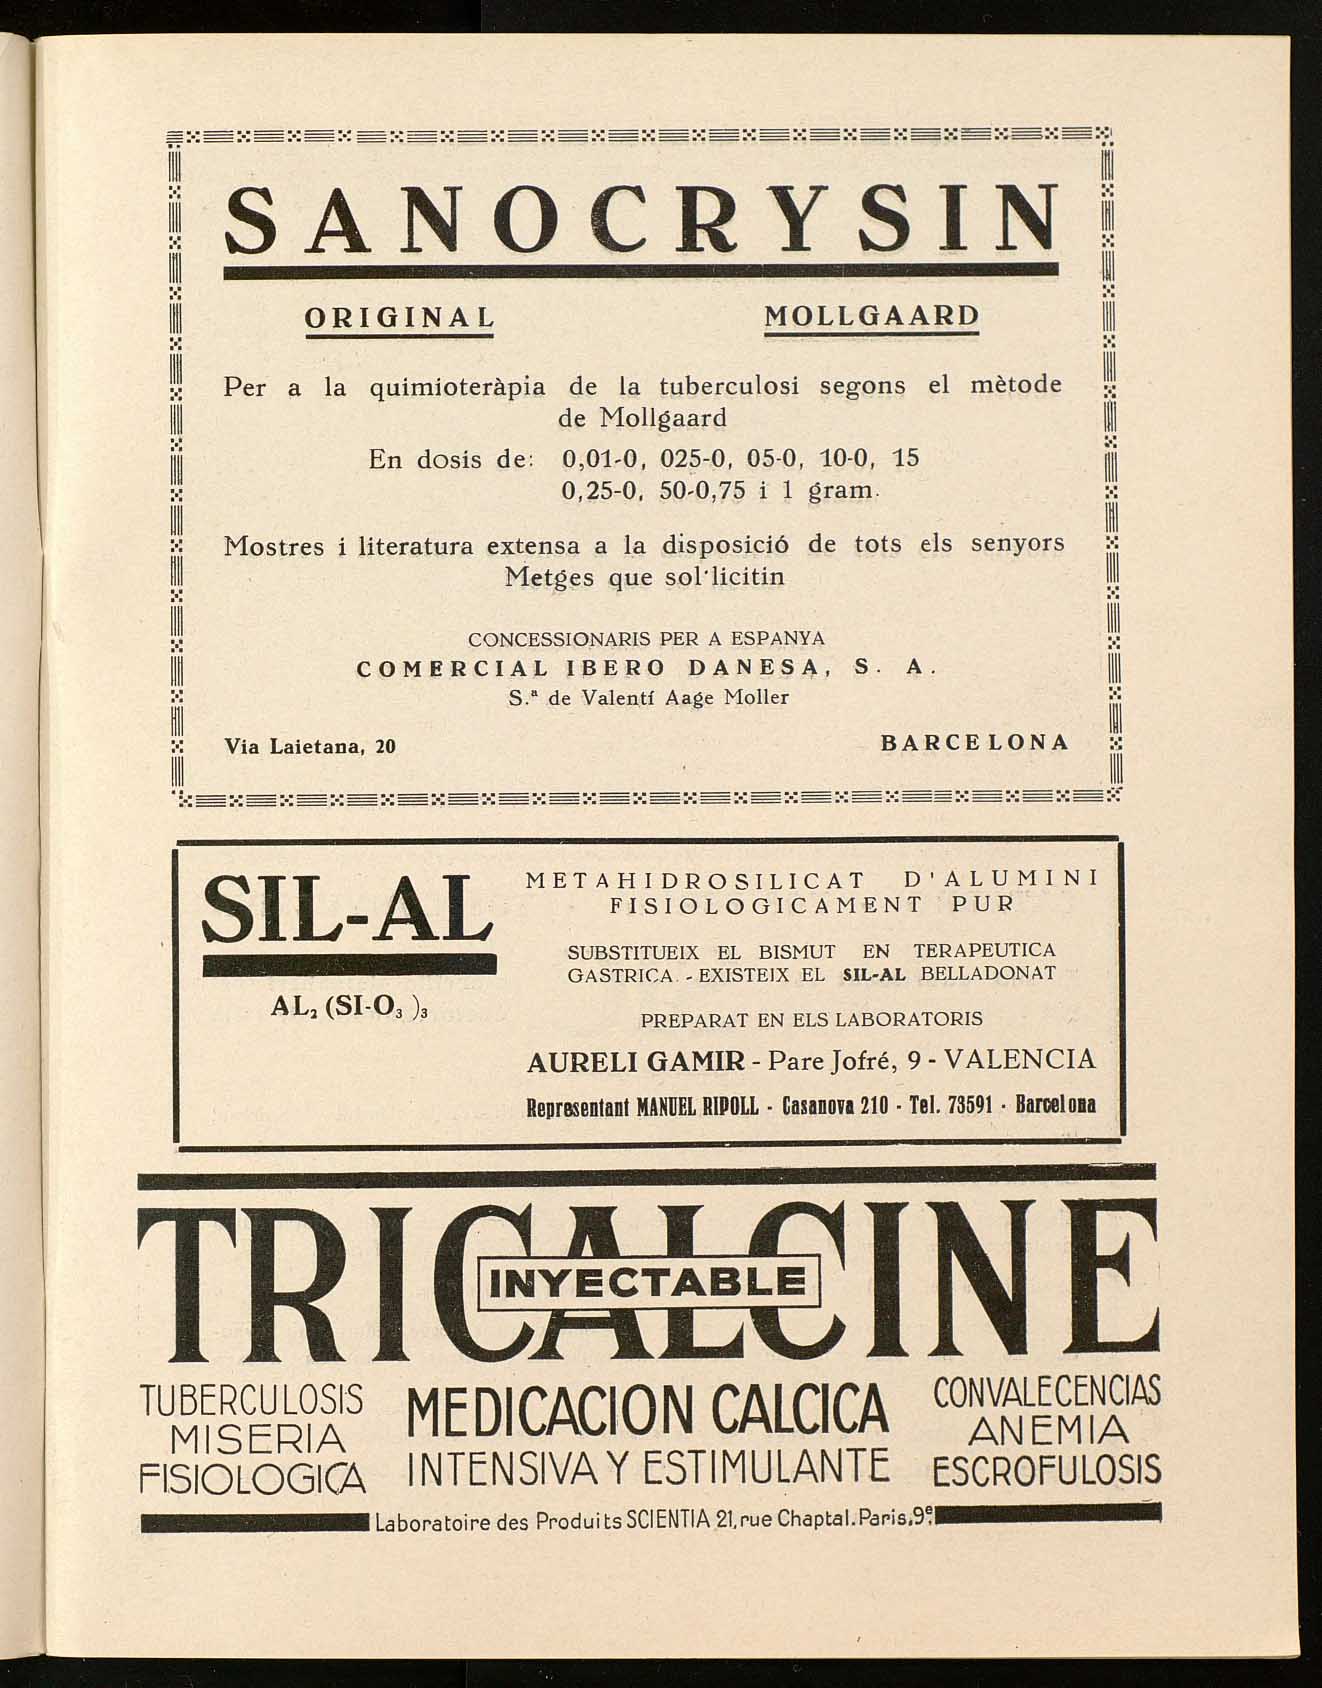 SANOCRYSIN
ORIGINAL MOLLGAARD
Per a la quimioteràpia de la tuberculosi segons el mètode
de Mollgaard
En dosis de: 0,01-0, 025-0, 05-0, 10-0, 15
0,25-0, 50-0,75 i 1 gram.
Mostres i literatura extensa a la disposició de tots els senyors
Metges que sol·licitin
CONCESSIONARIS PER A ESPANYA
COMERCIAL IBERO DANESA, S. A.
S.ª de Valentí Aage Moller
Via Laietana, 20 BARCELONA
SIL-AL
AL₂ (SI-O₃ )₃
METAHIDROSILICAT D'ALUMINI
FISIOLOGICAMENT PUR
SUBSTITUEIX EL BISMUT EN TERAPEUTICA
GASTRICA. - EXISTEIX EL SIL-AL BELLADONAT
PREPARAT EN ELS LABORATORIS
AURELI GAMIR - Pare Jofré, 9 - VALENCIA
Representant MANUEL RIPOLL - Casanova 210 - Tel. 73591 - Barcelona
TRICALCINE
INYECTABLE
TUBERCULOSIS
MISERIA
FISIOLOGICA
MEDICACION CALCICA
INTENSIVA Y ESTIMULANTE
CONVALECENCIAS
ANEMIA
ESCROFULOSIS
Laboratoire des Produits SCIENTIA 21, rue Chaptal. Paris, 9e.